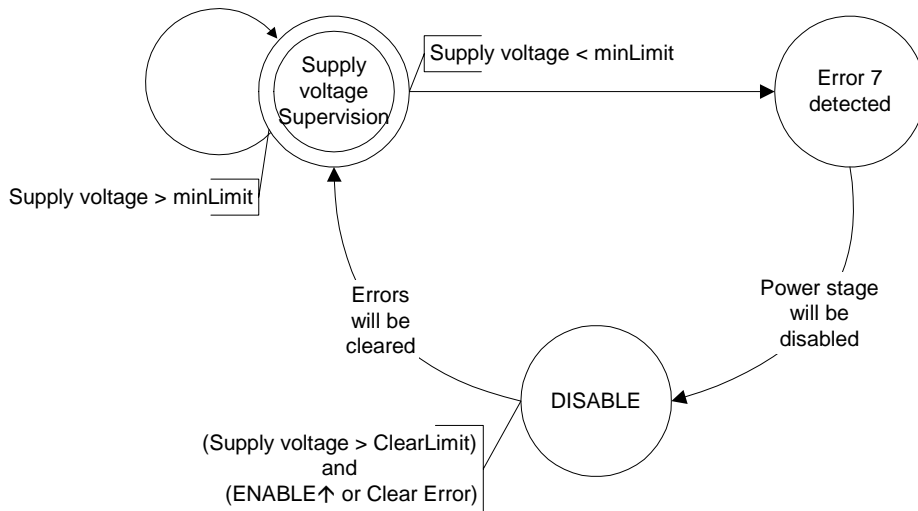 Supply
voltage
Supervision
Supply voltage < minLimit
Error 7
detected
Supply voltage > minLimit
Power stage
will be
disabled
Errors
will be
cleared
DISABLE
(Supply voltage > ClearLimit)
and
(ENABLE↑ or Clear Error)